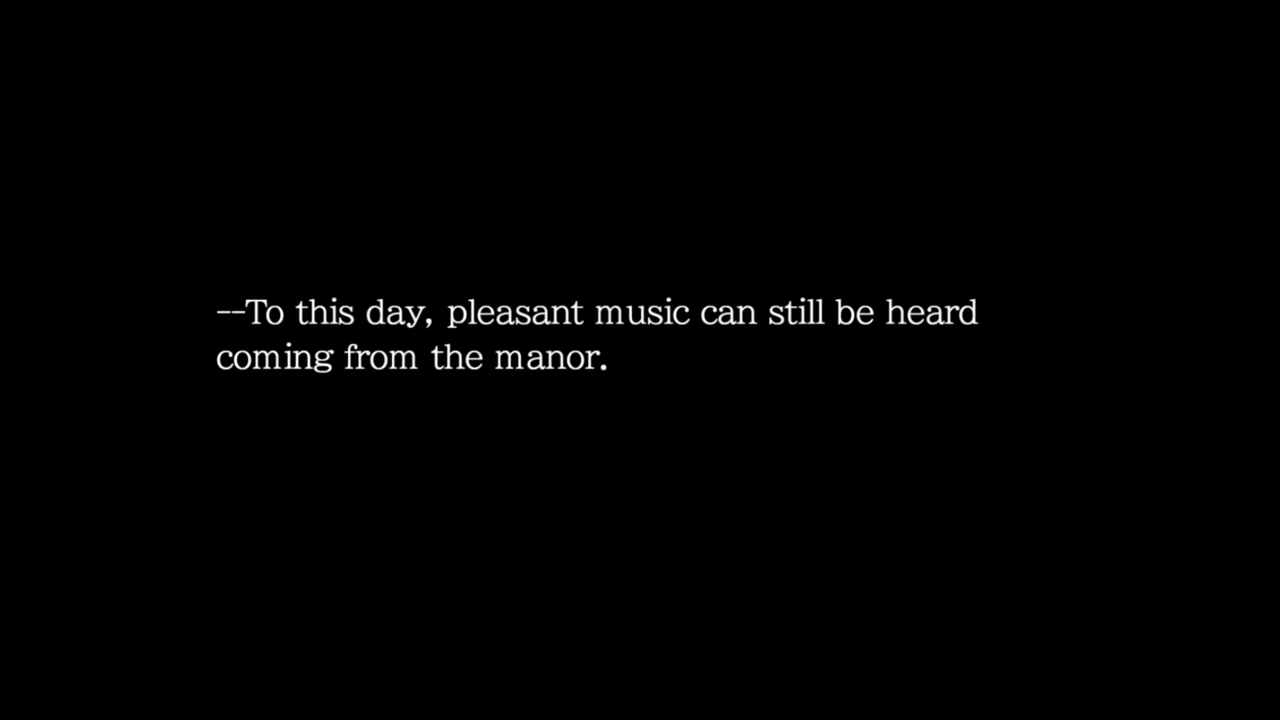 --To this day, pleasant music can still be heard
coming from the manor.